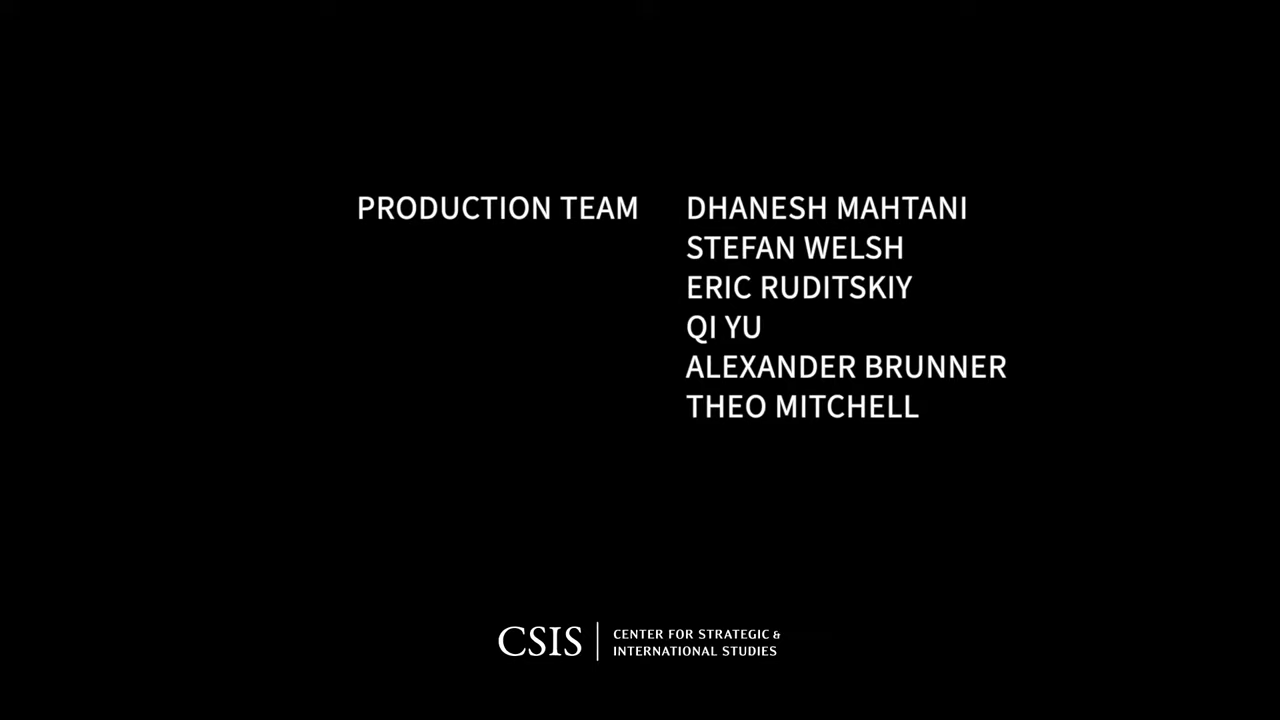 PRODUCTION TEAM
DHANESH MAHTANI
STEFAN WELSH
ERIC RUDITSKIY
QI YU
ALEXANDER BRUNNER
THEO MITCHELL
CSIS
CENTER FOR STRATEGIC &
INTERNATIONAL STUDIES